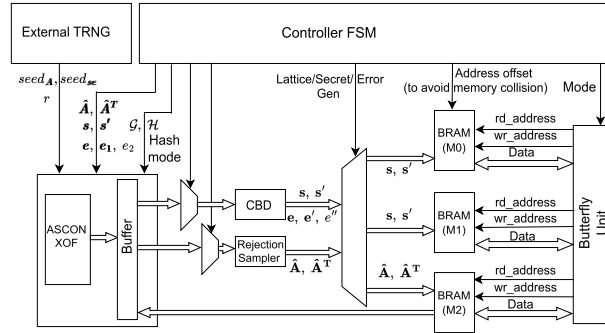 External TRNG
Controller FSM
seed_A, seed_se
r
Â, Â^T
s, s′
e, e₁, e₂
𝒢, ℋ
Hash
mode
Lattice/Secret/ Error
Gen
Address offset
(to avoid memory collision)
Mode
ASCON
XOF
Buffer
CBD
s, s′
e, e′, e″
Rejection
Sampler
Â, Â^T
s, s′
s, s′
Â, Â^T
BRAM
(M0)
rd_address
wr_address
Data
BRAM
(M1)
rd_address
wr_address
Data
BRAM
(M2)
rd_address
wr_address
Data
Butterfly
Unit